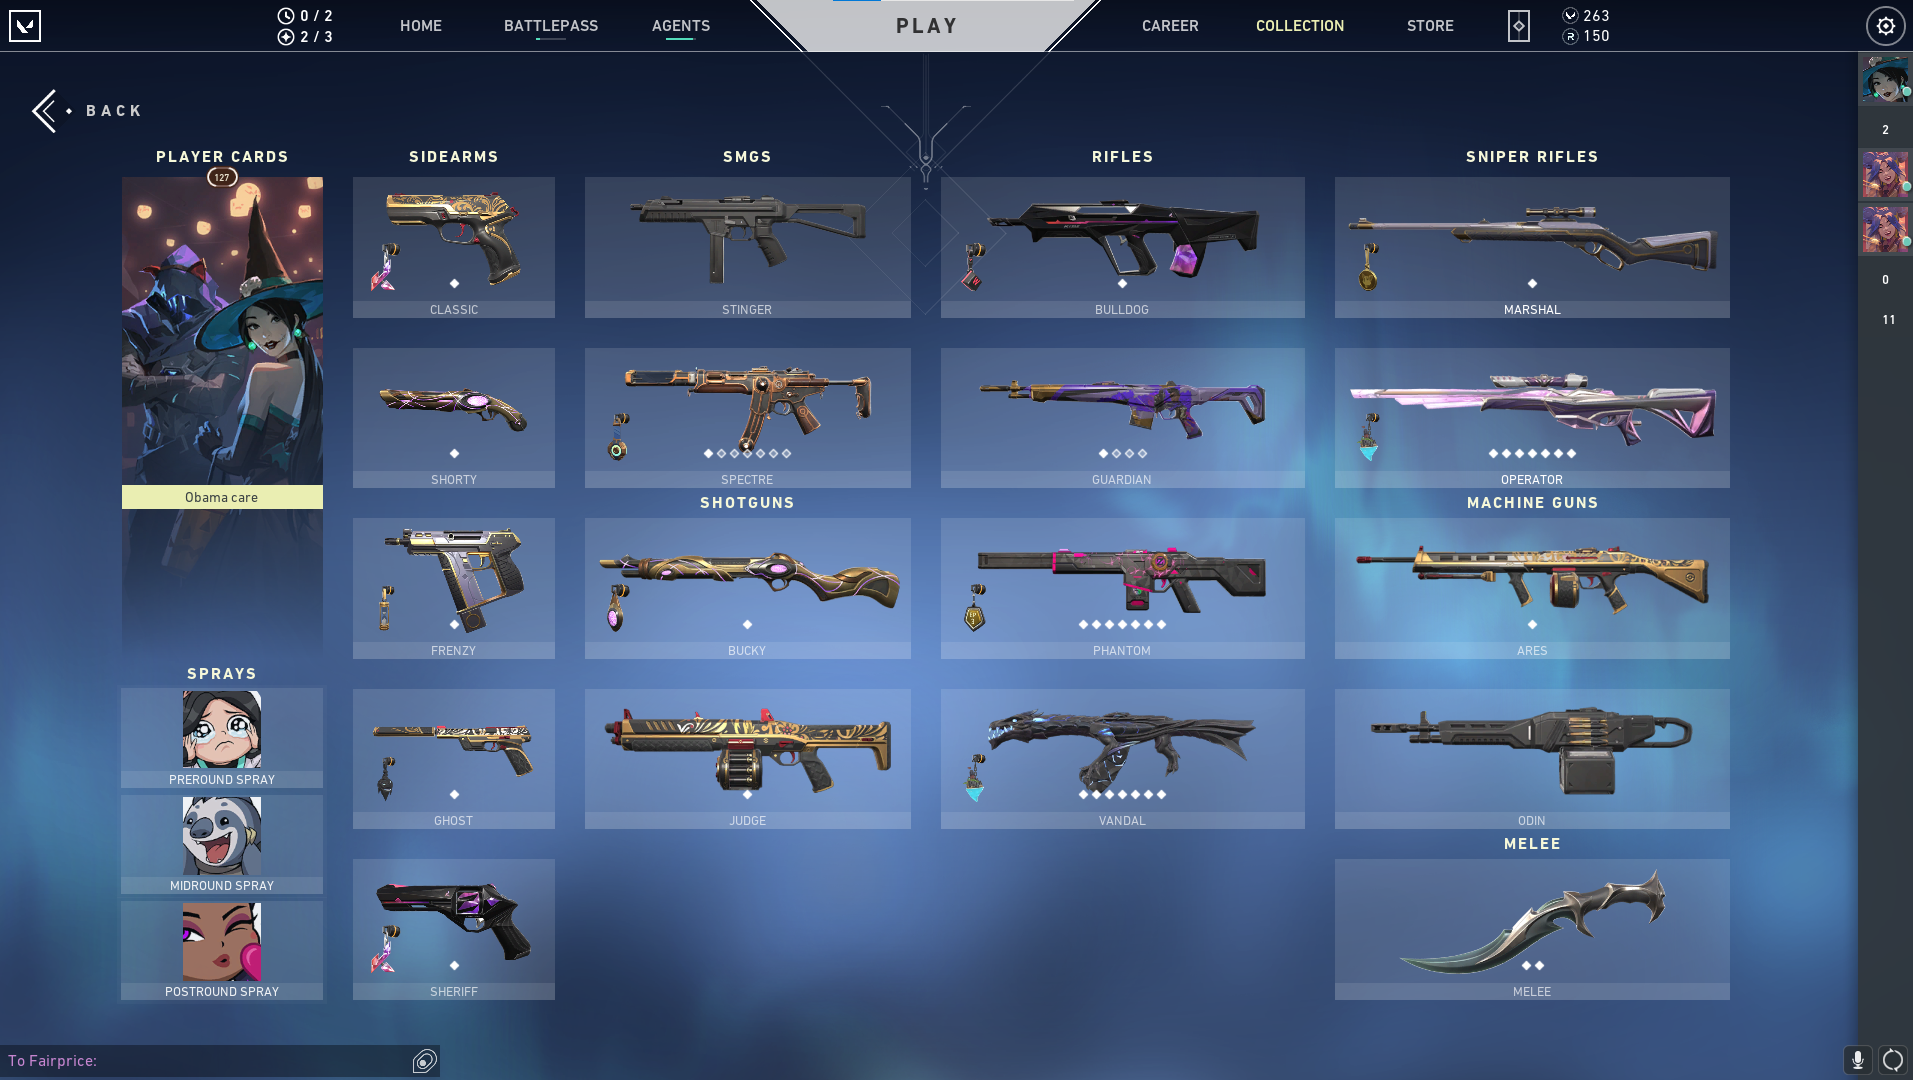 0 / 2
2 / 3
HOME
BATTLEPASS
AGENTS
PLAY
CAREER
COLLECTION
STORE
263
150
BACK
PLAYER CARDS
SIDEARMS
SMGS
RIFLES
SNIPER RIFLES
127
2
CLASSIC
STINGER
BULLDOG
MARSHAL
0
11
SHORTY
SPECTRE
GUARDIAN
OPERATOR
Obama care
SHOTGUNS
MACHINE GUNS
FRENZY
BUCKY
PHANTOM
ARES
SPRAYS
PREROUND SPRAY
GHOST
JUDGE
VANDAL
ODIN
MELEE
MIDROUND SPRAY
POSTROUND SPRAY
SHERIFF
MELEE
To Fairprice: